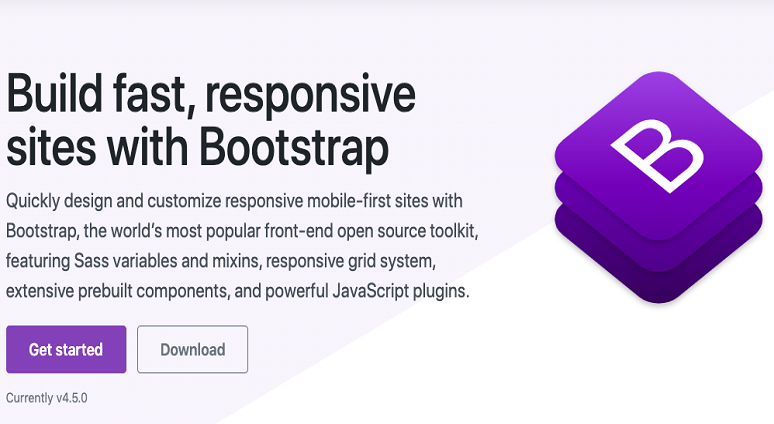 Build fast, responsive
sites with Bootstrap
B
Quickly design and customize responsive mobile-first sites with
Bootstrap, the world’s most popular front-end open source toolkit,
featuring Sass variables and mixins, responsive grid system,
extensive prebuilt components, and powerful JavaScript plugins.
Get started
Download
Currently v4.5.0